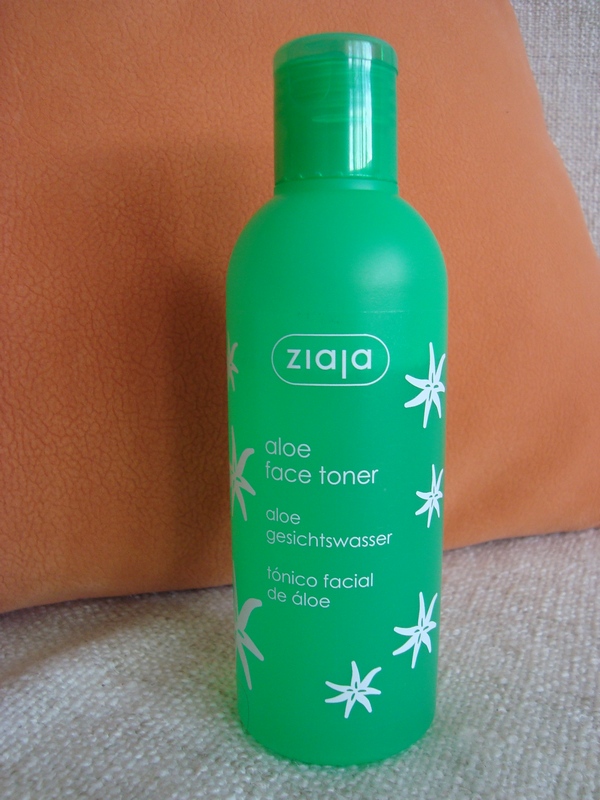 ziaja
aloe
face toner
aloe
gesichtswasser
tónico facial
de áloe